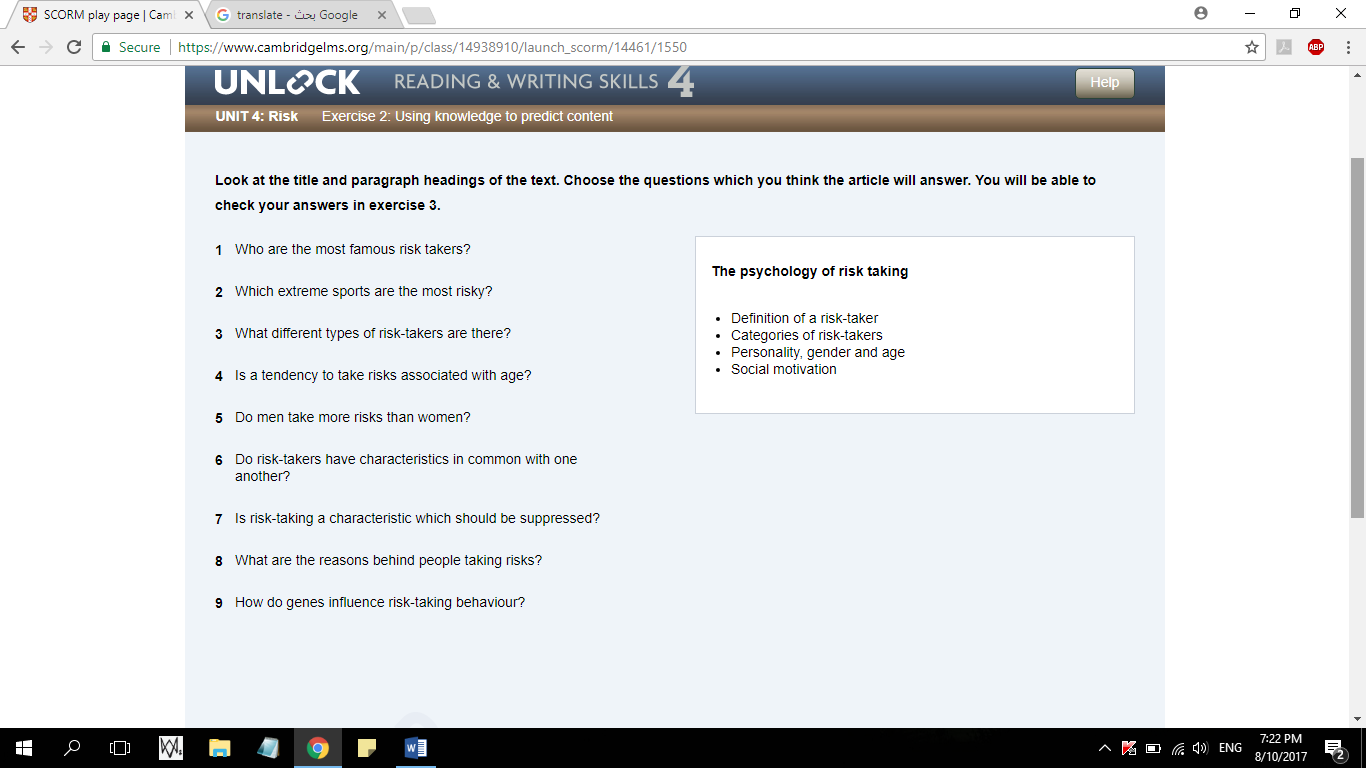 SCORM play page | Cam
translate - بحث Google
Secure
https://www.cambridgelms.org/main/p/class/14938910/launch_scorm/14461/1550
ABP
UNLOCK READING & WRITING SKILLS 4
Help
UNIT 4: Risk Exercise 2: Using knowledge to predict content
Look at the title and paragraph headings of the text. Choose the questions which you think the article will answer. You will be able to
check your answers in exercise 3.
1 Who are the most famous risk takers?
2 Which extreme sports are the most risky?
3 What different types of risk-takers are there?
4 Is a tendency to take risks associated with age?
5 Do men take more risks than women?
6 Do risk-takers have characteristics in common with one
another?
7 Is risk-taking a characteristic which should be suppressed?
8 What are the reasons behind people taking risks?
9 How do genes influence risk-taking behaviour?
The psychology of risk taking
• Definition of a risk-taker
• Categories of risk-takers
• Personality, gender and age
• Social motivation
ENG
7:22 PM
8/10/2017
2